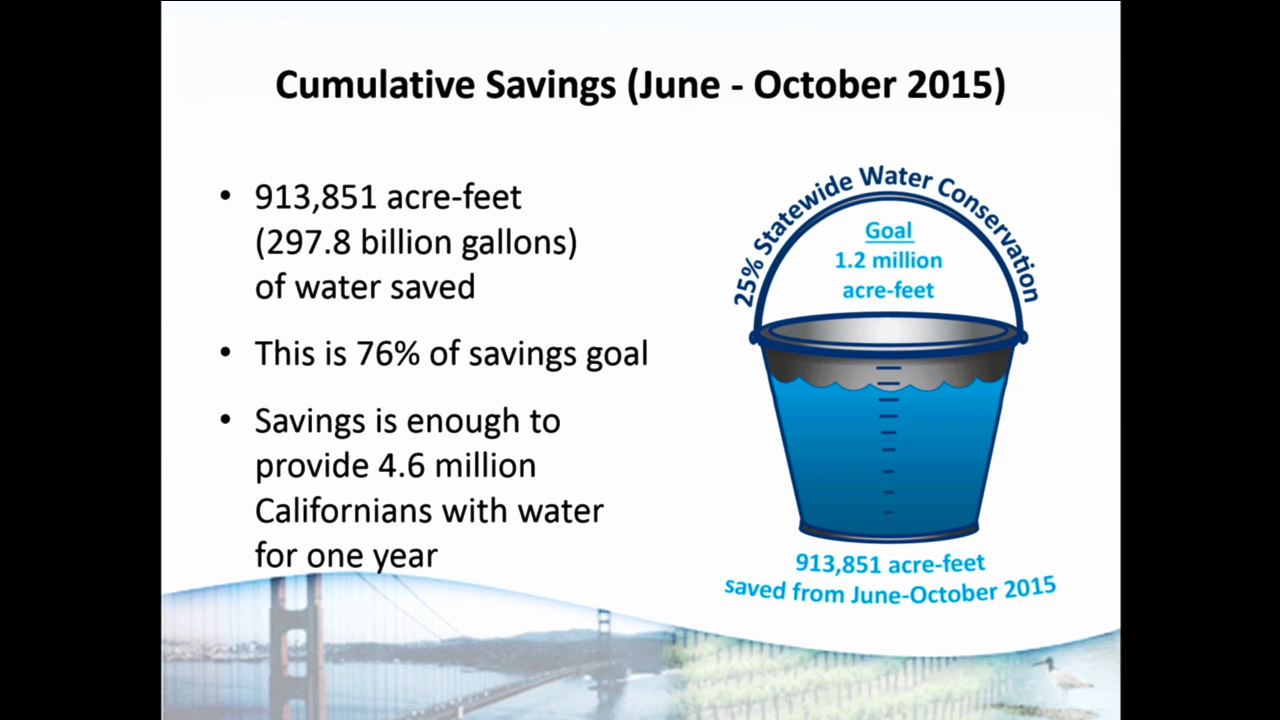 Cumulative Savings (June - October 2015)
• 913,851 acre-feet
(297.8 billion gallons)
of water saved
• This is 76% of savings goal
• Savings is enough to
provide 4.6 million
Californians with water
for one year
25% Statewide Water Conservation
Goal
1.2 million
acre-feet
913,851 acre-feet
saved from June-October 2015